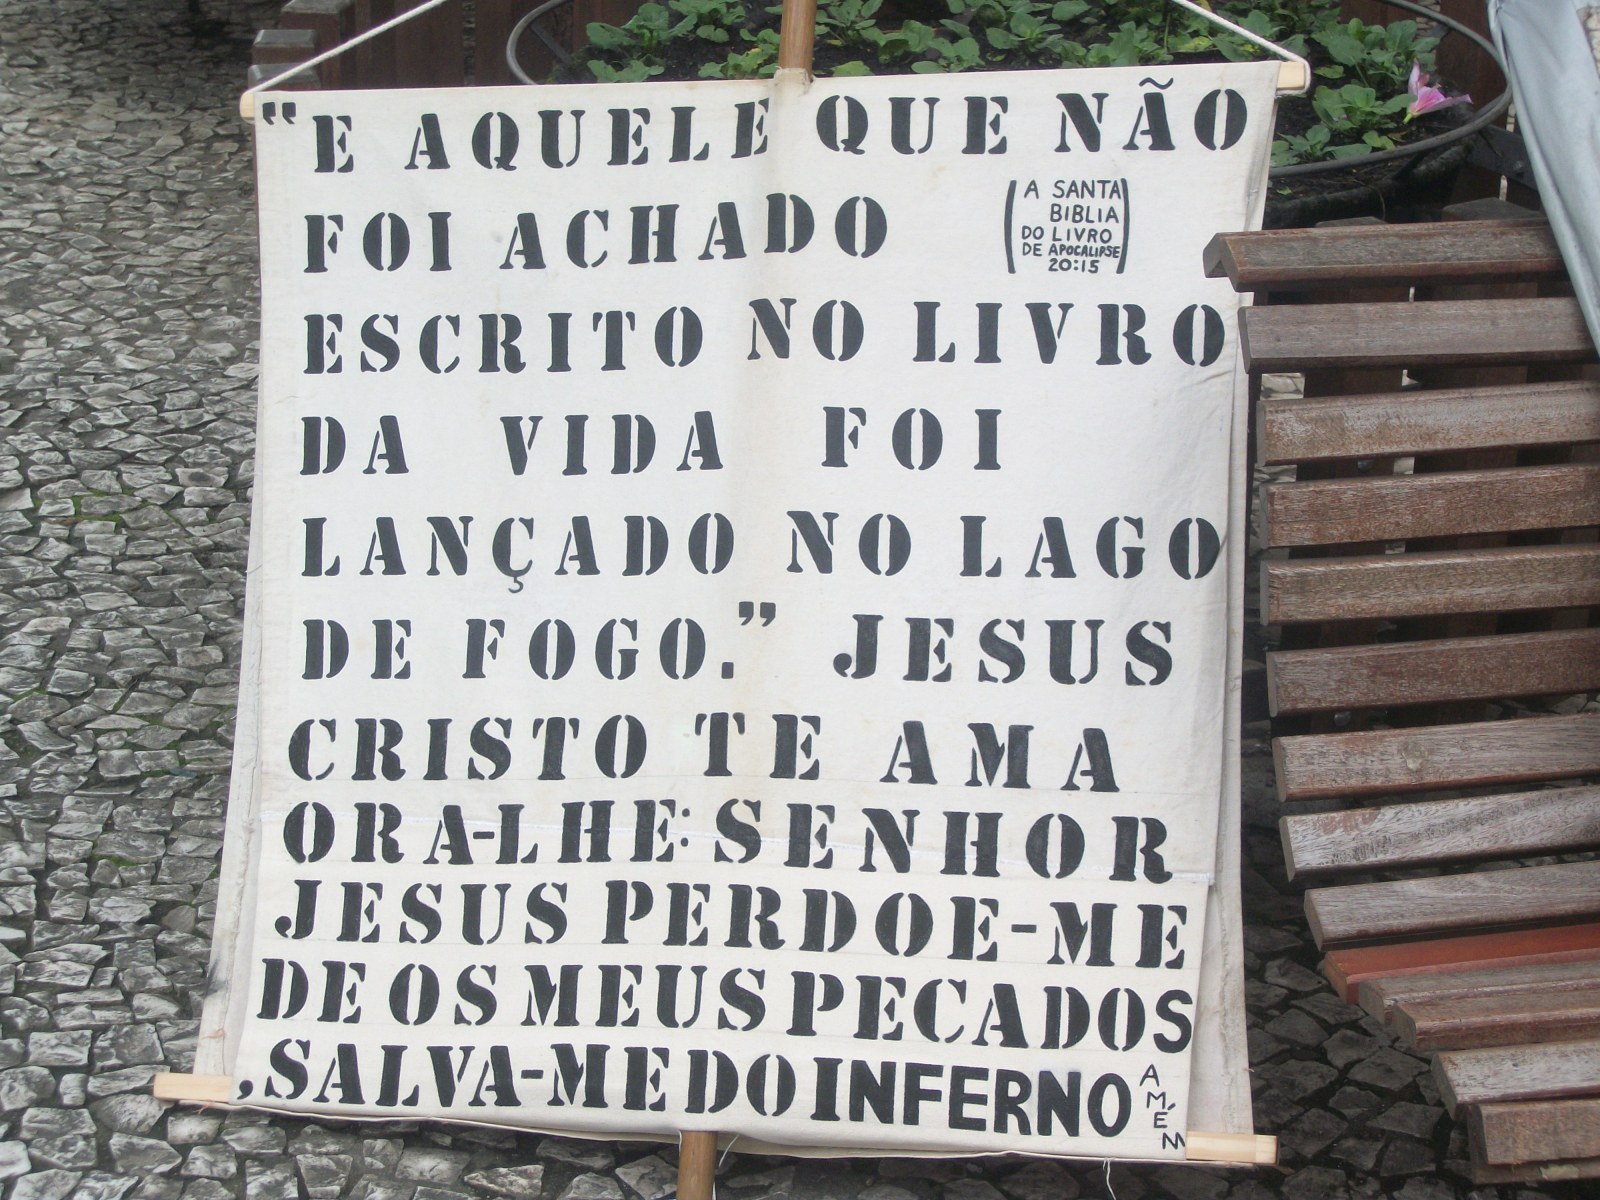 "E AQUELE QUE NÃO
FOI ACHADO
(A SANTA
BIBLIA
DO LIVRO
DE APOCALIPSE
20:15)
ESCRITO NO LIVRO
DA VIDA FOI
LANÇADO NO LAGO
DE FOGO." JESUS
CRISTO TE AMA
ORA-LHE: SENHOR
JESUS PERDOE-ME
DE OS MEUS PECADOS
,SALVA-ME DO INFERNO
AMÉM